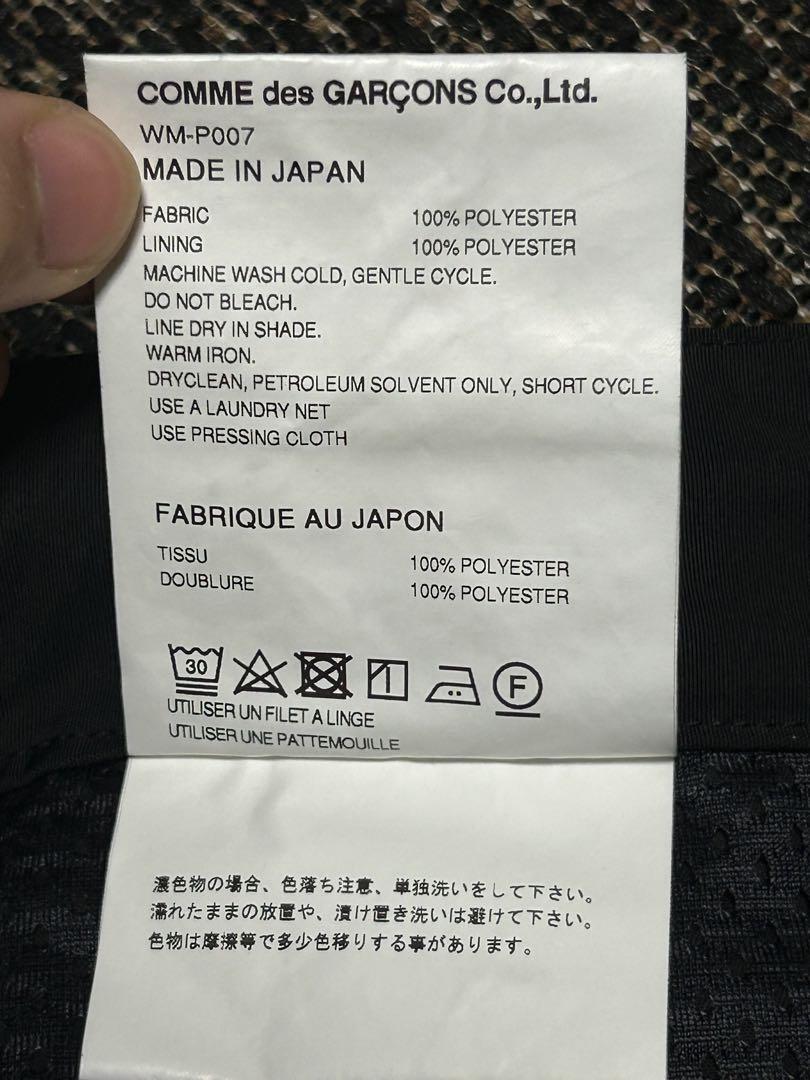 COMME des GARÇONS Co.,Ltd.
WM-P007
MADE IN JAPAN
FABRIC 100% POLYESTER
LINING 100% POLYESTER
MACHINE WASH COLD, GENTLE CYCLE.
DO NOT BLEACH.
LINE DRY IN SHADE.
WARM IRON.
DRYCLEAN, PETROLEUM SOLVENT ONLY, SHORT CYCLE.
USE A LAUNDRY NET
USE PRESSING CLOTH
FABRIQUE AU JAPON
TISSU 100% POLYESTER
DOUBLURE 100% POLYESTER
30 F
UTILISER UN FILET A LINGE
UTILISER UNE PATTEMOUILLE
濃色物の場合、色落ち注意、単独洗いをして下さい。
濡れたままの放置や、漬け置き洗いは避けて下さい。
色物は摩擦等で多少色移りする事があります。